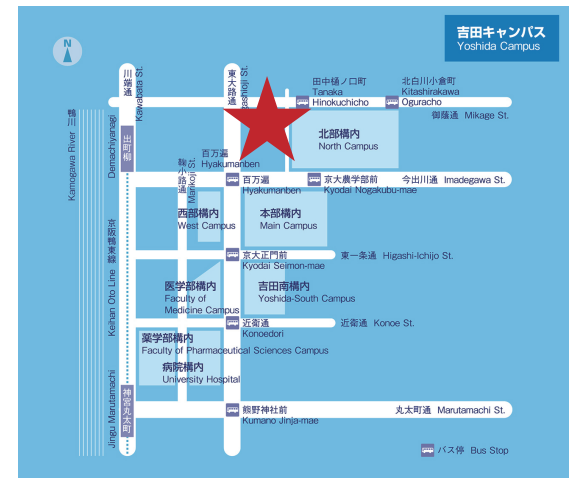 吉田キャンパス
Yoshida Campus
N
川端通
Kawabata St.
東大路通
gashioji St.
田中樋ノ口町
Tanaka
Hinokuchicho
北白川小倉町
Kitashirakawa
Oguracho
御蔭通 Mikage St.
鴨川
Kamogawa River
出町柳
Demachiyanagi
北部構内
North Campus
百万遍
Hyakumanben
鞠小路通
Marikoji St.
百万遍
Hyakumanben
京大農学部前
Kyodai Nogakubu-mae
今出川通 Imadegawa St.
西部構内
West Campus
本部構内
Main Campus
京阪鴨東線
Keihan Oto Line
京大正門前
Kyodai Seimon-mae
東一条通 Higashi-Ichijo St.
医学部構内
Faculty of
Medicine Campus
吉田南構内
Yoshida-South Campus
近衛通
Konoedori
近衛通 Konoe St.
薬学部構内
Faculty of Pharmaceutical Sciences Campus
病院構内
University Hospital
神宮丸太町
Jingu Marutamachi
熊野神社前
Kumano Jinja-mae
丸太町通 Marutamachi St.
バス停 Bus Stop